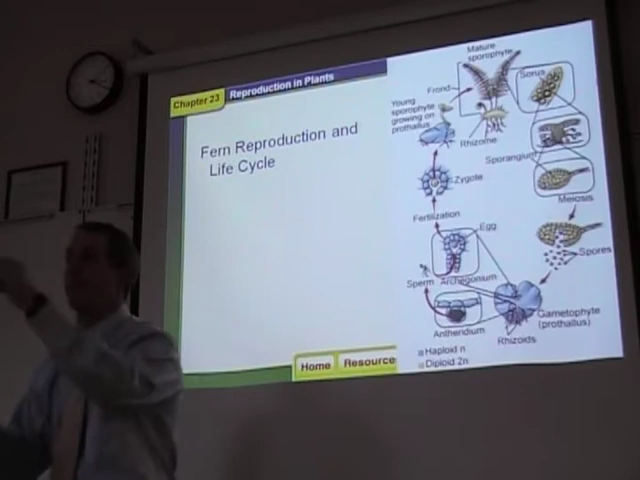 Chapter 23
Reproduction in Plants
Fern Reproduction and
Life Cycle
Mature
sporophyte
Frond
Sorus
Young
sporophyte
growing on
prothallus
Rhizome
Sporangium
Zygote
Meiosis
Fertilization
Egg
Spores
Sperm
Archegonium
Gametophyte
(prothallus)
Antheridium
Rhizoids
Haploid n
Diploid 2n
Home
Resource